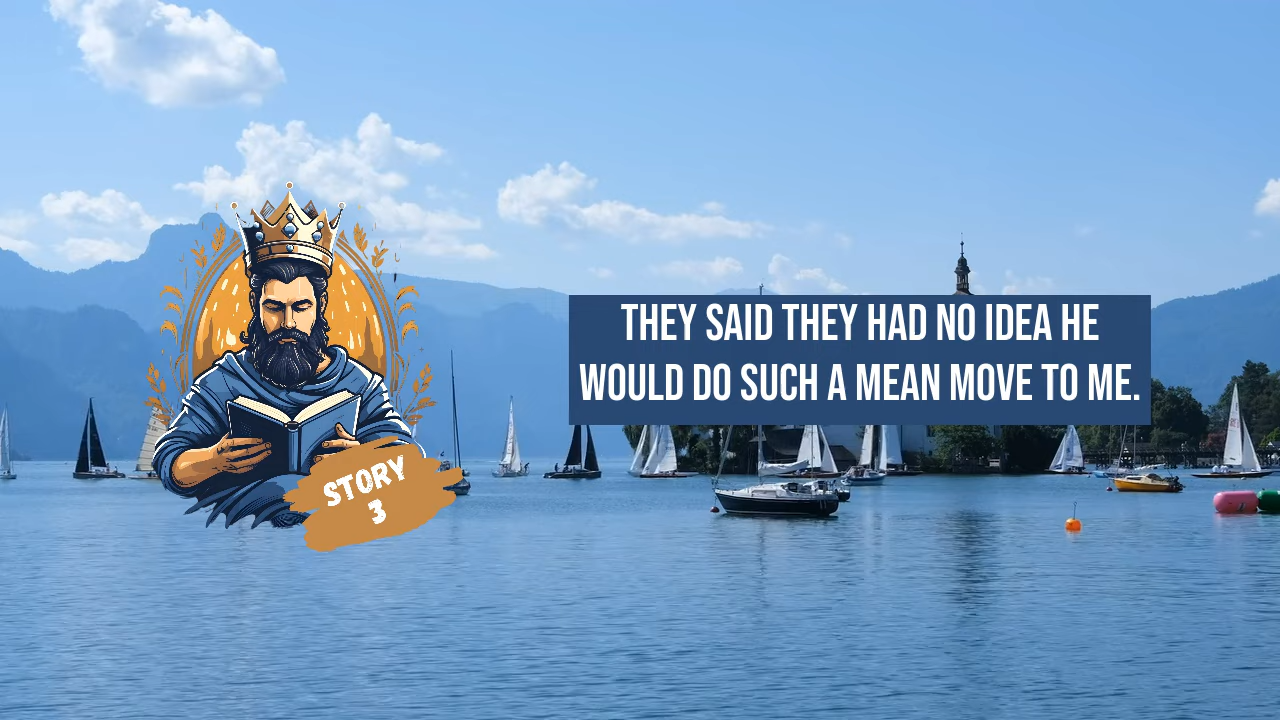 THEY SAID THEY HAD NO IDEA HE
WOULD DO SUCH A MEAN MOVE TO ME.
STORY
3